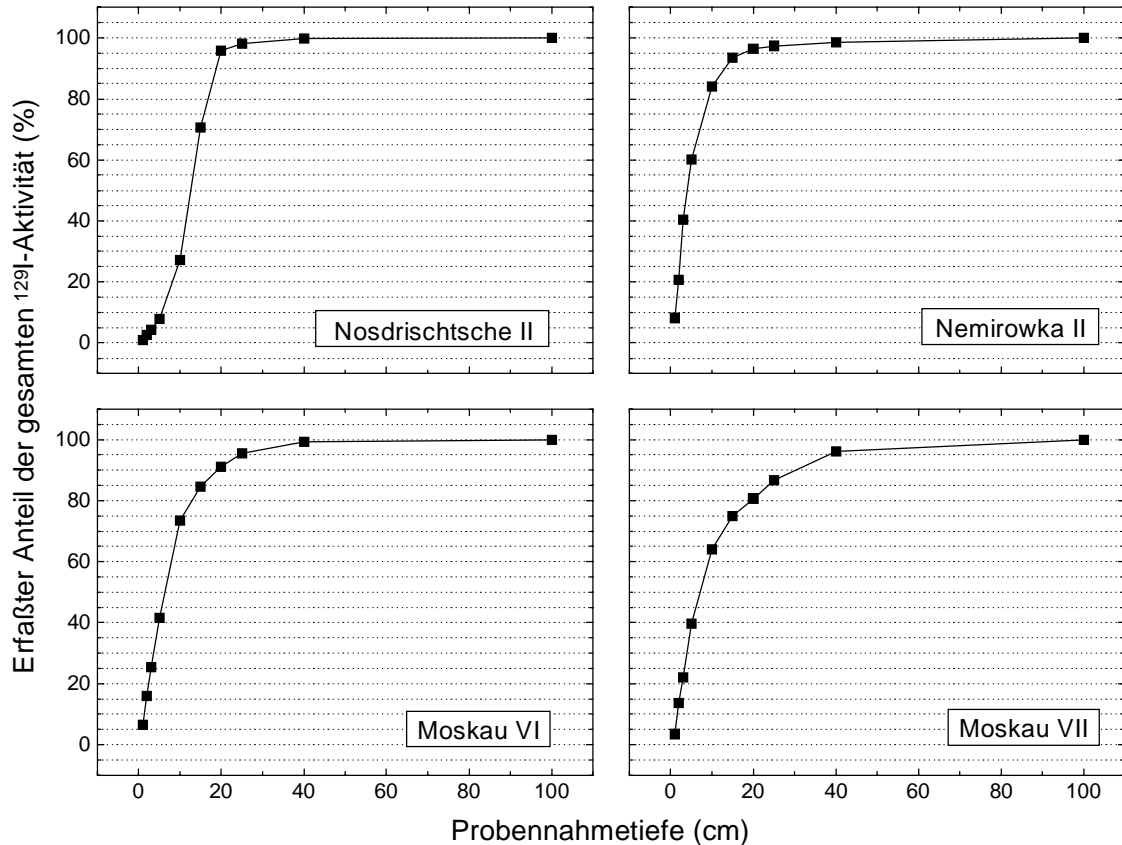 Erfaßter Anteil der gesamten ¹²⁹I-Aktivität (%)
100
80
60
40
20
0
Nosdrischtsche II
Nemirowka II
100
80
60
40
20
0
Moskau VI
Moskau VII
0 20 40 60 80 100
0 20 40 60 80 100
Probennahmetiefe (cm)